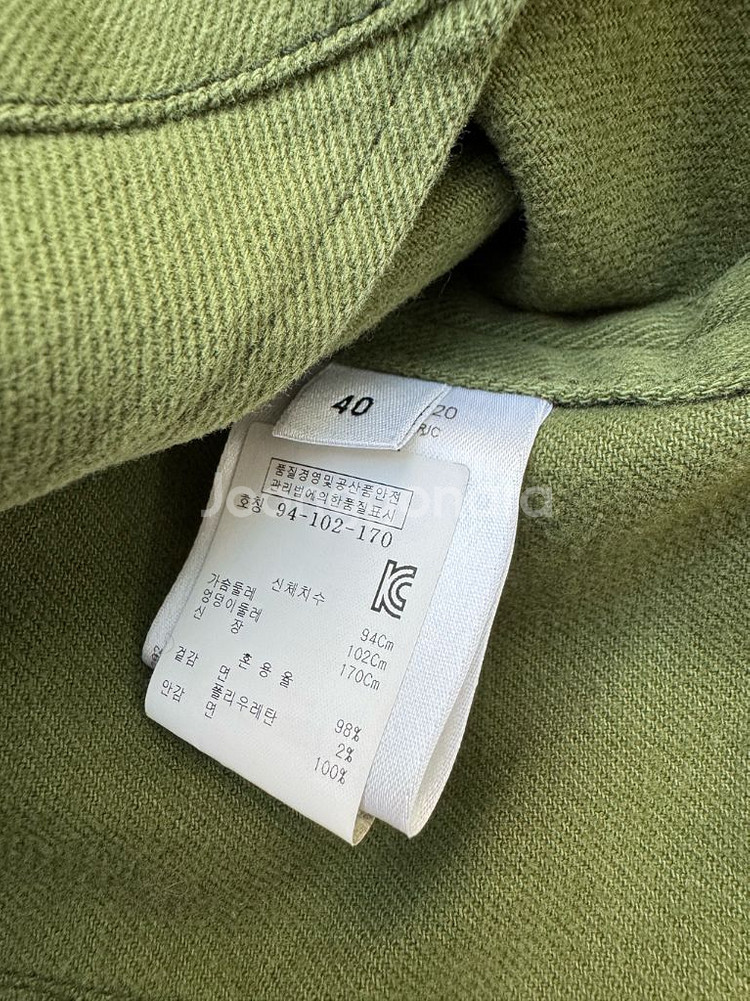 40
20
R/C
품질경영및공산품안전
관리법에의한품질표시
호칭 94-102-170
신체치수
가슴둘레 94Cm
엉덩이둘레 102Cm
신 장 170Cm
혼 용 율
겉감 면 98%
폴리우레탄 2%
안감 면 100%